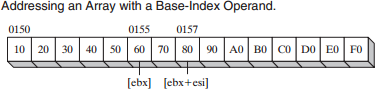 Addressing an Array with a Base-Index Operand.
0150 0155 0157
10 20 30 40 50 60 70 80 90 A0 B0 C0 D0 E0 F0
[ebx] [ebx+esi]